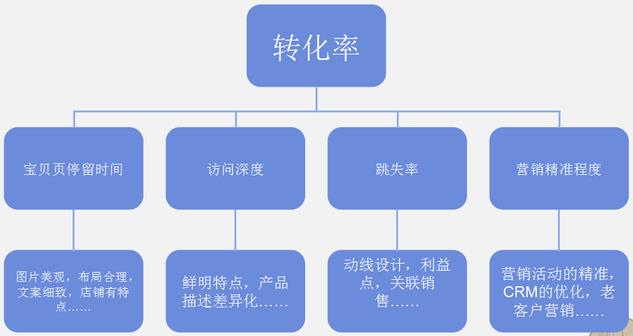 转化率
宝贝页停留时间
访问深度
跳失率
营销精准程度
图片美观，布局合理，
文案细致，店铺有特
点……
鲜明特点，产品
描述差异化……
动线设计，利益
点，关联销
售……
营销活动的精准，
CRM的优化，老
客户营销……